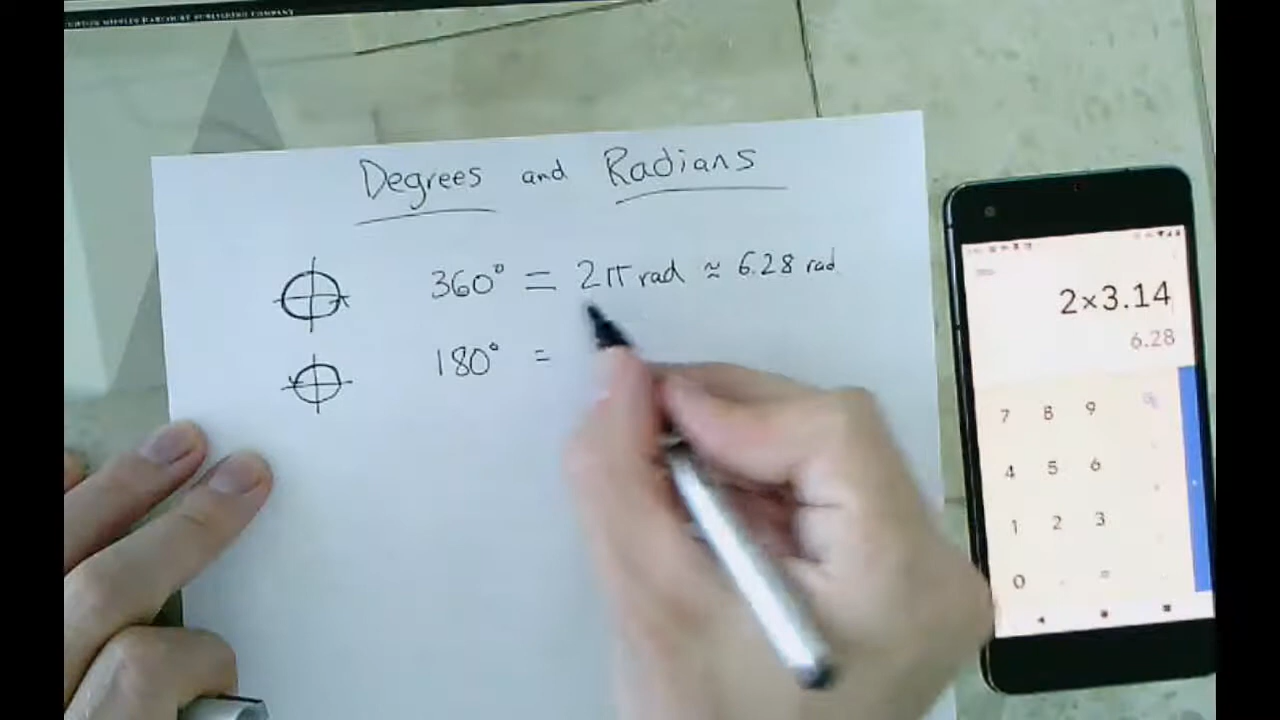 Degrees and Radians
360° = 2π rad ≈ 6.28 rad
180° =
2×3.14
6.28
7 8 9
4 5 6
1 2 3
0 . =